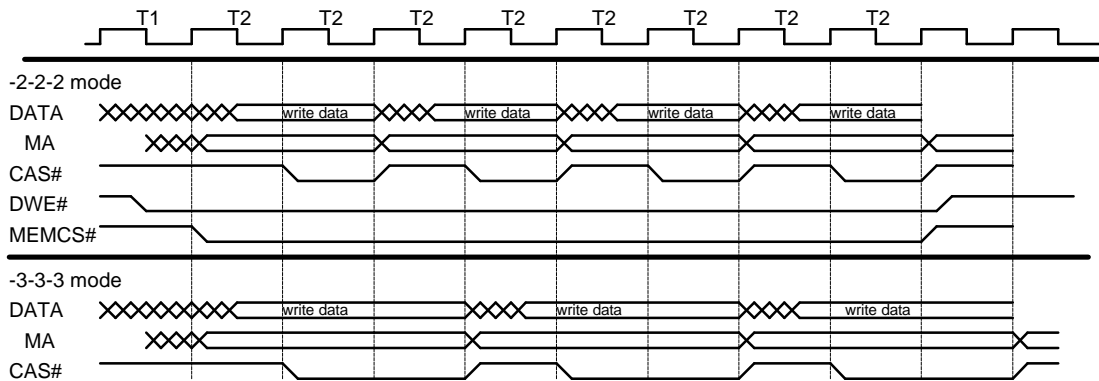 T1 T2 T2 T2 T2 T2 T2 T2 T2
-2-2-2 mode
DATA write data write data write data write data
MA
CAS#
DWE#
MEMCS#
-3-3-3 mode
DATA write data write data write data
MA
CAS#